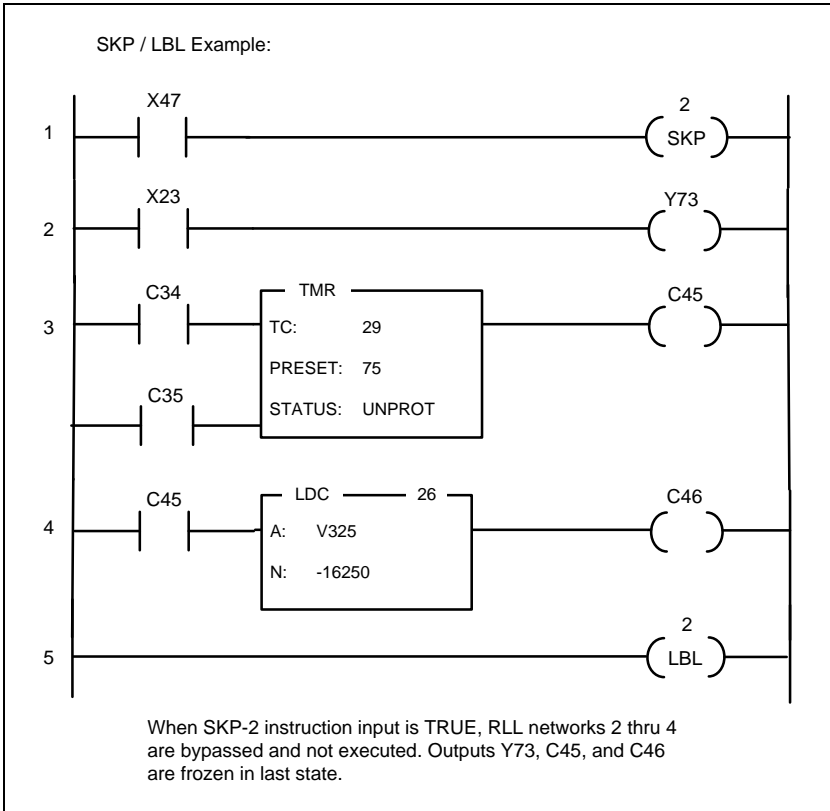 SKP / LBL Example:
X47
2
1
SKP
X23
Y73
2
C34
TMR
C45
3
TC: 29
PRESET: 75
C35
STATUS: UNPROT
C45
LDC 26
C46
4
A: V325
N: -16250
2
5
LBL
When SKP-2 instruction input is TRUE, RLL networks 2 thru 4
are bypassed and not executed. Outputs Y73, C45, and C46
are frozen in last state.